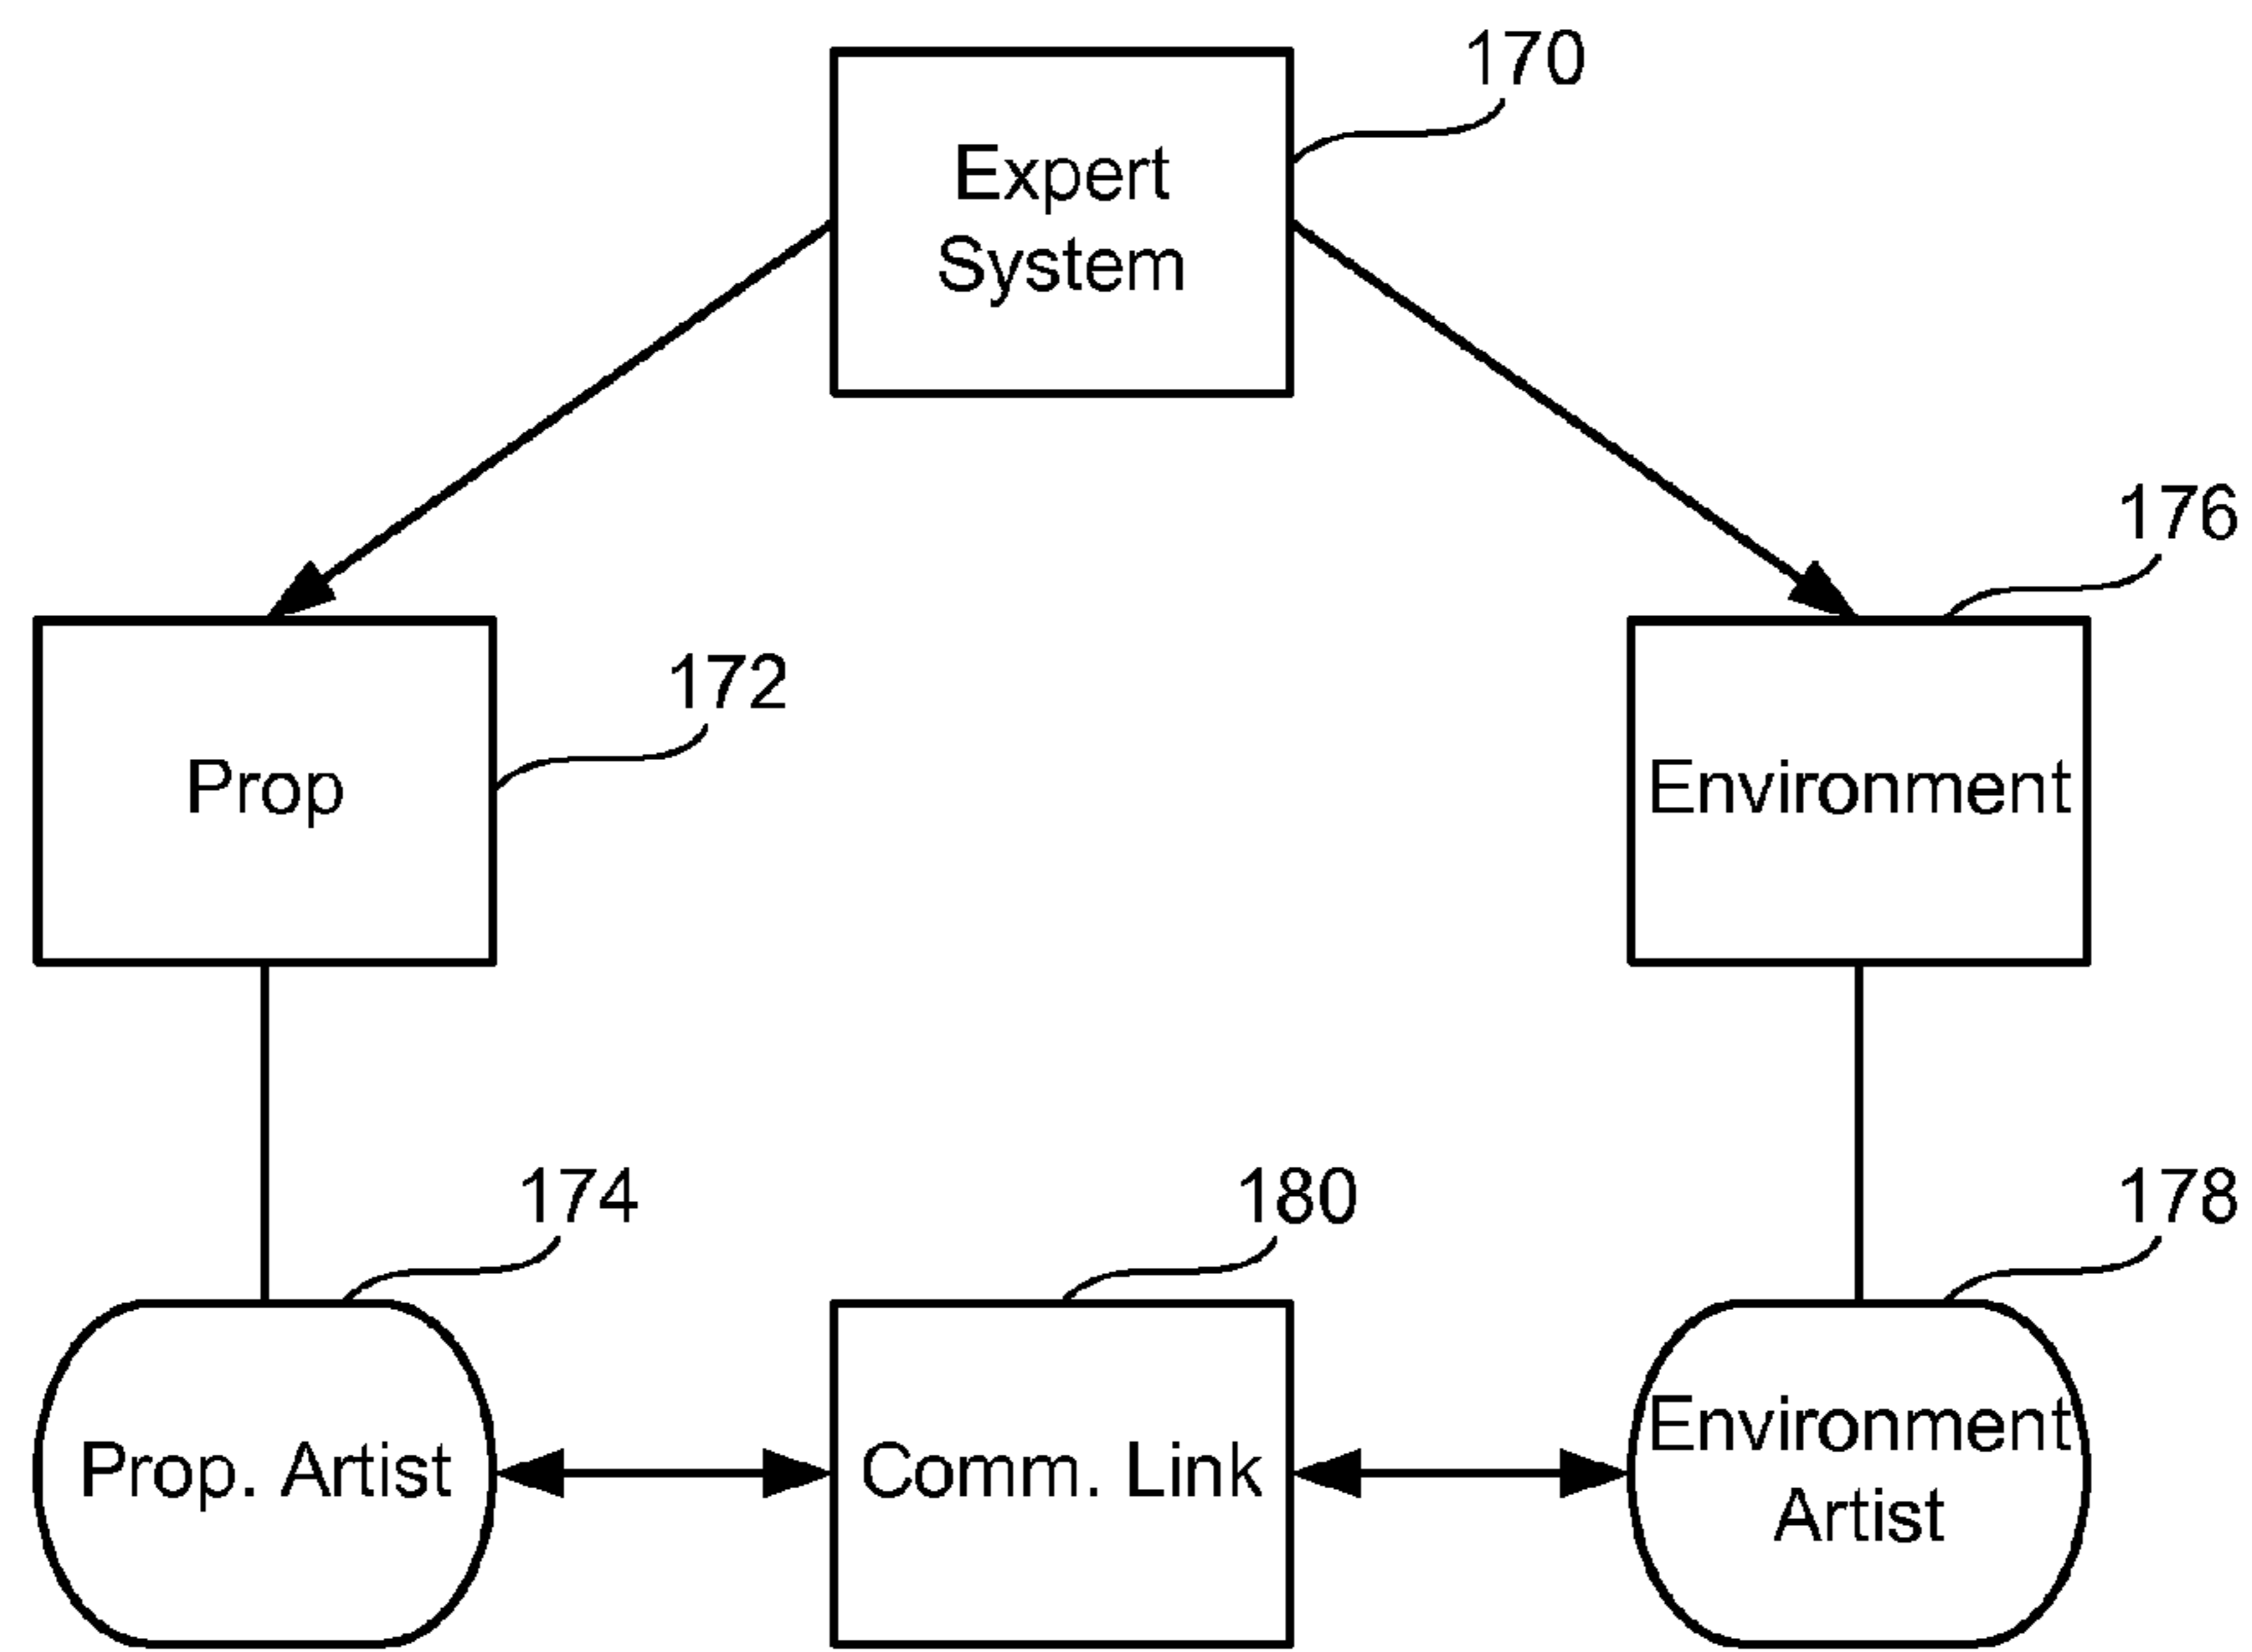 170
Expert
System
176
172
Prop
Environment
174
180
178
Prop. Artist
Comm. Link
Environment
Artist